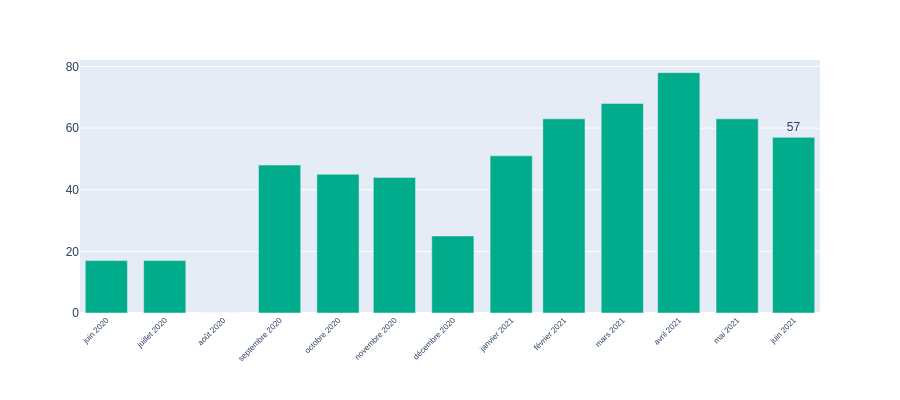 80
60
40
20
0
57
juin 2020
juillet 2020
août 2020
septembre 2020
octobre 2020
novembre 2020
décembre 2020
janvier 2021
février 2021
mars 2021
avril 2021
mai 2021
juin 2021